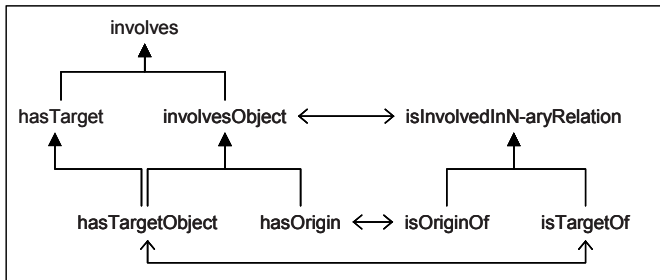 involves
hasTarget involvesObject isInvolvedInN-aryRelation
hasTargetObject hasOrigin isOriginOf isTargetOf